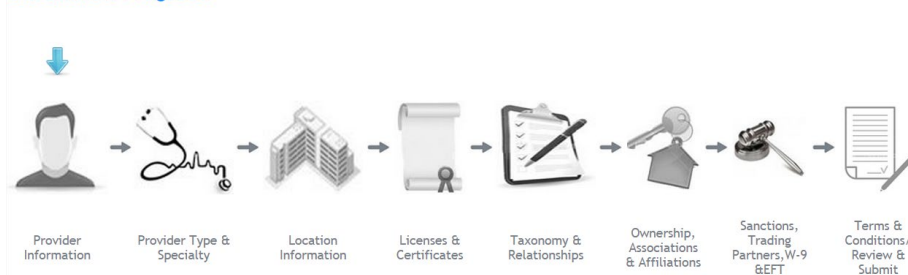 Provider
Information
Provider Type &
Specialty
Location
Information
Licenses &
Certificates
Taxonomy &
Relationships
Ownership,
Associations
& Affiliations
Sanctions,
Trading
Partners,W-9
&EFT
Terms &
Conditions/
Review &
Submit